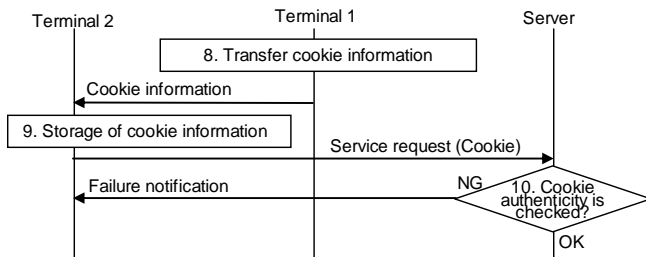 Terminal 2 Terminal 1 Server
8. Transfer cookie information
Cookie information
9. Storage of cookie information
Service request (Cookie)
Failure notification
NG
10. Cookie
authenticity is
checked?
OK